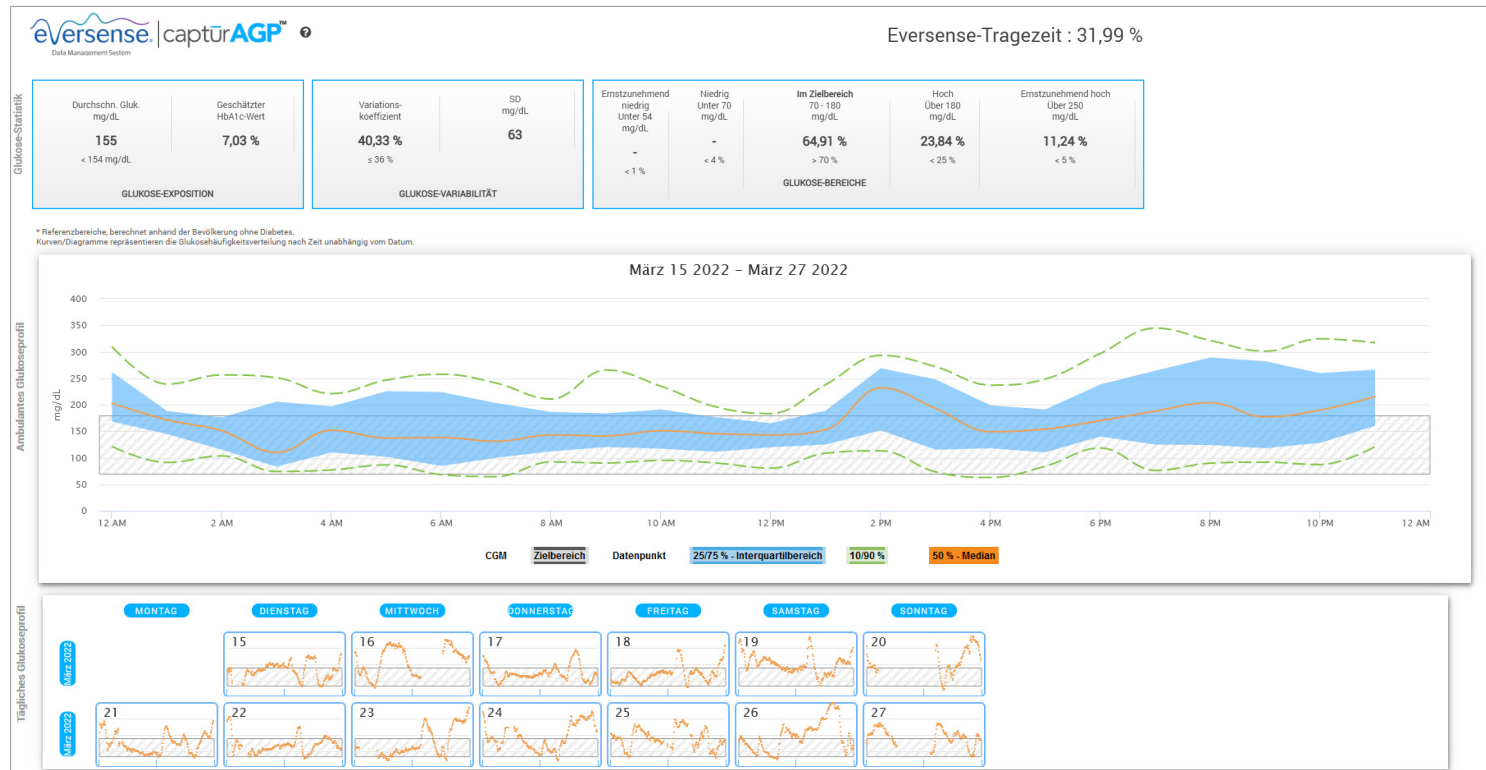 eversense. | captūrAGP™ ?
Data Management System
Eversense-Tragezeit : 31,99 %
Glukose-Statistik
Durchschn. Gluk.
mg/dL
155
< 154 mg/dL
Geschätzter
HbA1c-Wert
7,03 %
GLUKOSE-EXPOSITION
Variations-
koeffizient
40,33 %
≤ 36 %
SD
mg/dL
63
GLUKOSE-VARIABILITÄT
Ernstzunehmend
niedrig
Unter 54
mg/dL
-
< 1 %
Niedrig
Unter 70
mg/dL
-
< 4 %
Im Zielbereich
70 - 180
mg/dL
64,91 %
> 70 %
Hoch
Über 180
mg/dL
23,84 %
< 25 %
Ernstzunehmend hoch
Über 250
mg/dL
11,24 %
< 5 %
GLUKOSE-BEREICHE
* Referenzbereiche, berechnet anhand der Bevölkerung ohne Diabetes.
Kurven/Diagramme repräsentieren die Glukosehäufigkeitsverteilung nach Zeit unabhängig vom Datum.
Ambulantes Glukoseprofil
März 15 2022 – März 27 2022
mg/dL
400
350
300
250
200
150
100
50
0
12 AM 2 AM 4 AM 6 AM 8 AM 10 AM 12 PM 2 PM 4 PM 6 PM 8 PM 10 PM 12 AM
CGM Zielbereich Datenpunkt 25/75 % - Interquartilbereich 10/90 % 50 % - Median
Tägliches Glukoseprofil
MONTAG DIENSTAG MITTWOCH DONNERSTAG FREITAG SAMSTAG SONNTAG
März 2022
15 16 17 18 19 20
März 2022
21 22 23 24 25 26 27